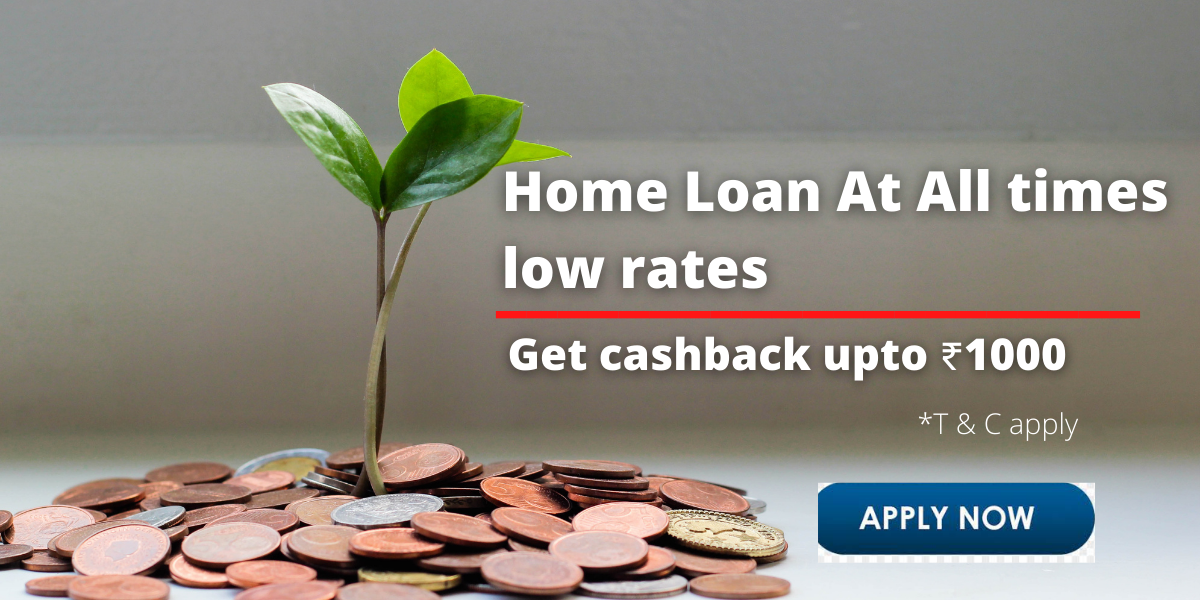 Home Loan At All times
low rates
Get cashback upto ₹1000
*T & C apply
APPLY NOW